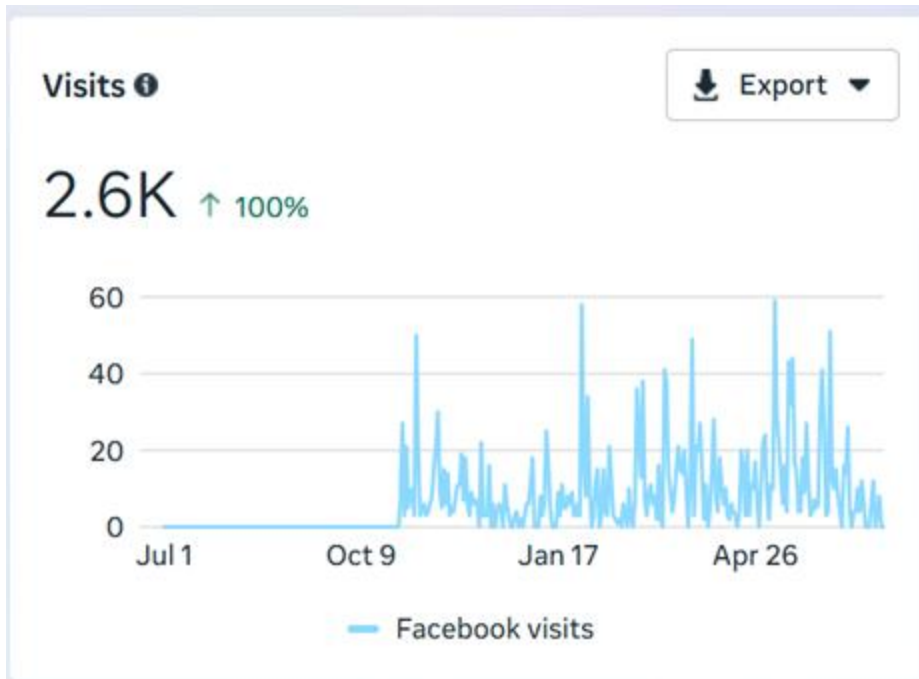 Visits
Export
2.6K ↑ 100%
60
40
20
0
Jul 1 Oct 9 Jan 17 Apr 26
Facebook visits